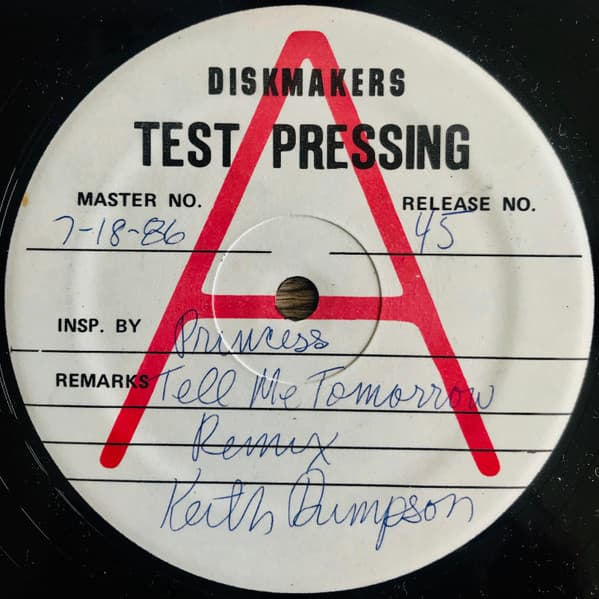 A
DISKMAKERS
TEST PRESSING
MASTER NO. RELEASE NO.
7-18-86 45
INSP. BY Princess
REMARKS Tell Me Tomorrow
Remix
Keith Dumpson